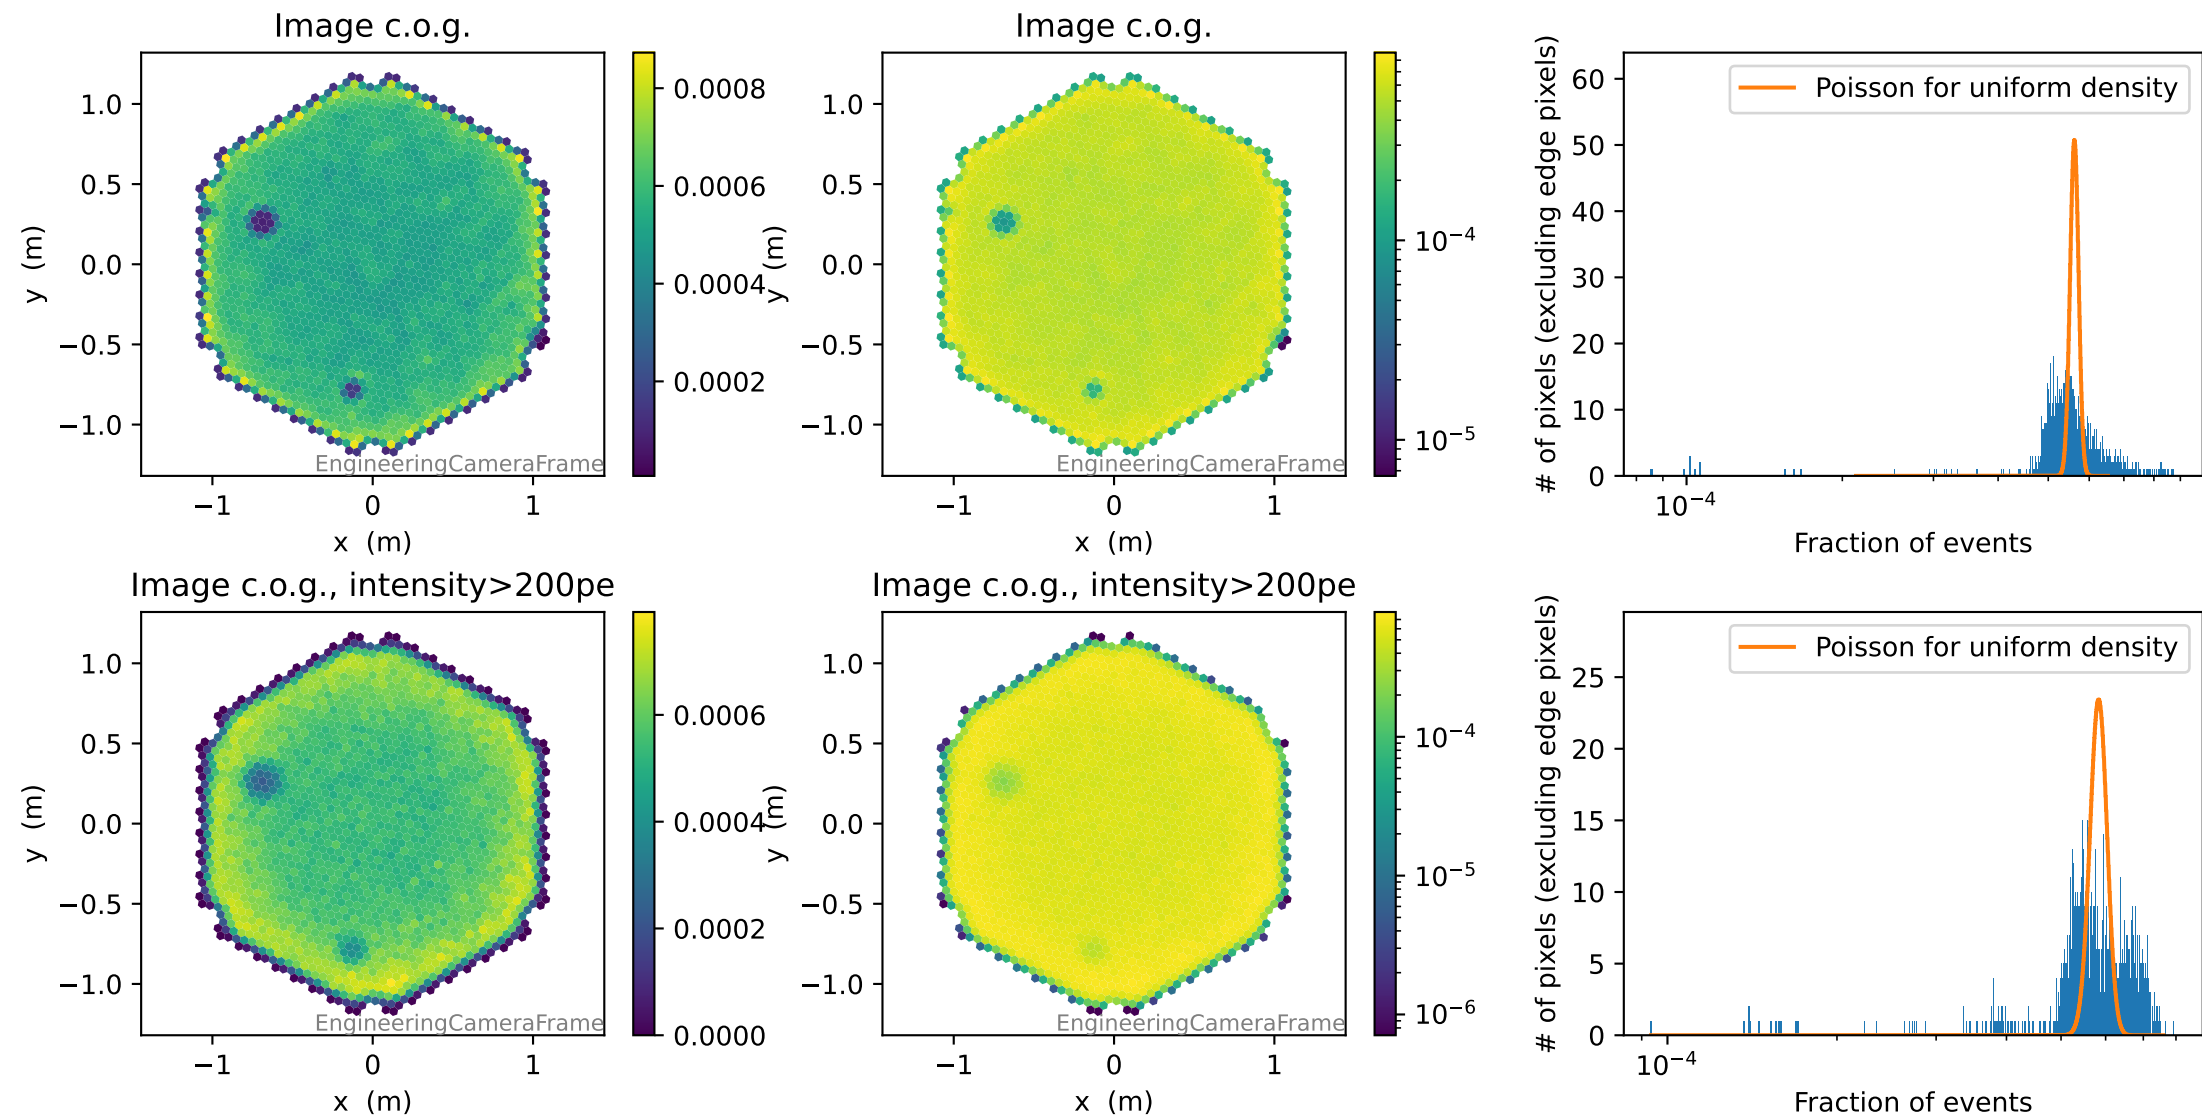 Image c.o.g.
1.0
0.5
0.0
−0.5
−1.0
y (m)
−1
0
1
x (m)
EngineeringCameraFrame
0.0008
0.0006
0.0004
0.0002
Image c.o.g.
1.0
0.5
0.0
−0.5
−1.0
y (m)
−1
0
1
x (m)
EngineeringCameraFrame
10⁻⁴
10⁻⁵
# of pixels (excluding edge pixels)
60
50
40
30
20
10
0
Poisson for uniform density
10⁻⁴
Fraction of events
Image c.o.g., intensity>200pe
1.0
0.5
0.0
−0.5
−1.0
y (m)
−1
0
1
x (m)
EngineeringCameraFrame
0.0006
0.0004
0.0002
0.0000
Image c.o.g., intensity>200pe
1.0
0.5
0.0
−0.5
−1.0
y (m)
−1
0
1
x (m)
EngineeringCameraFrame
10⁻⁴
10⁻⁵
10⁻⁶
# of pixels (excluding edge pixels)
25
20
15
10
5
0
Poisson for uniform density
10⁻⁴
Fraction of events